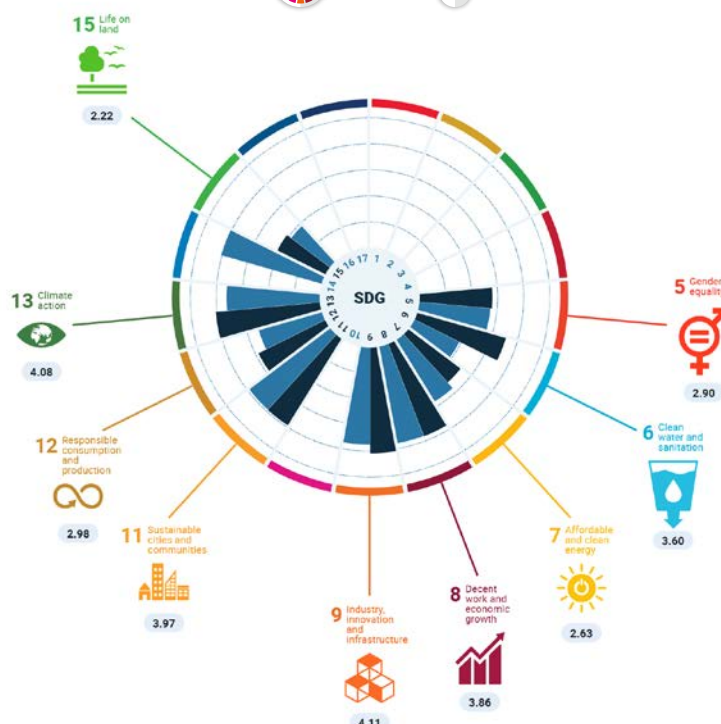 15 Life on
land
2.22
SDG
1
2
3
4
5
6
7
8
9
10
11
12
13
14
15
16
17
5 Gender
equality
2.90
6 Clean
water and
sanitation
3.60
7 Affordable
and clean
energy
2.63
8 Decent
work and
economic
growth
3.86
9 Industry,
innovation
and
infrastructure
4.11
11 Sustainable
cities and
communities
3.97
12 Responsible
consumption
and
production
2.98
13 Climate
action
4.08